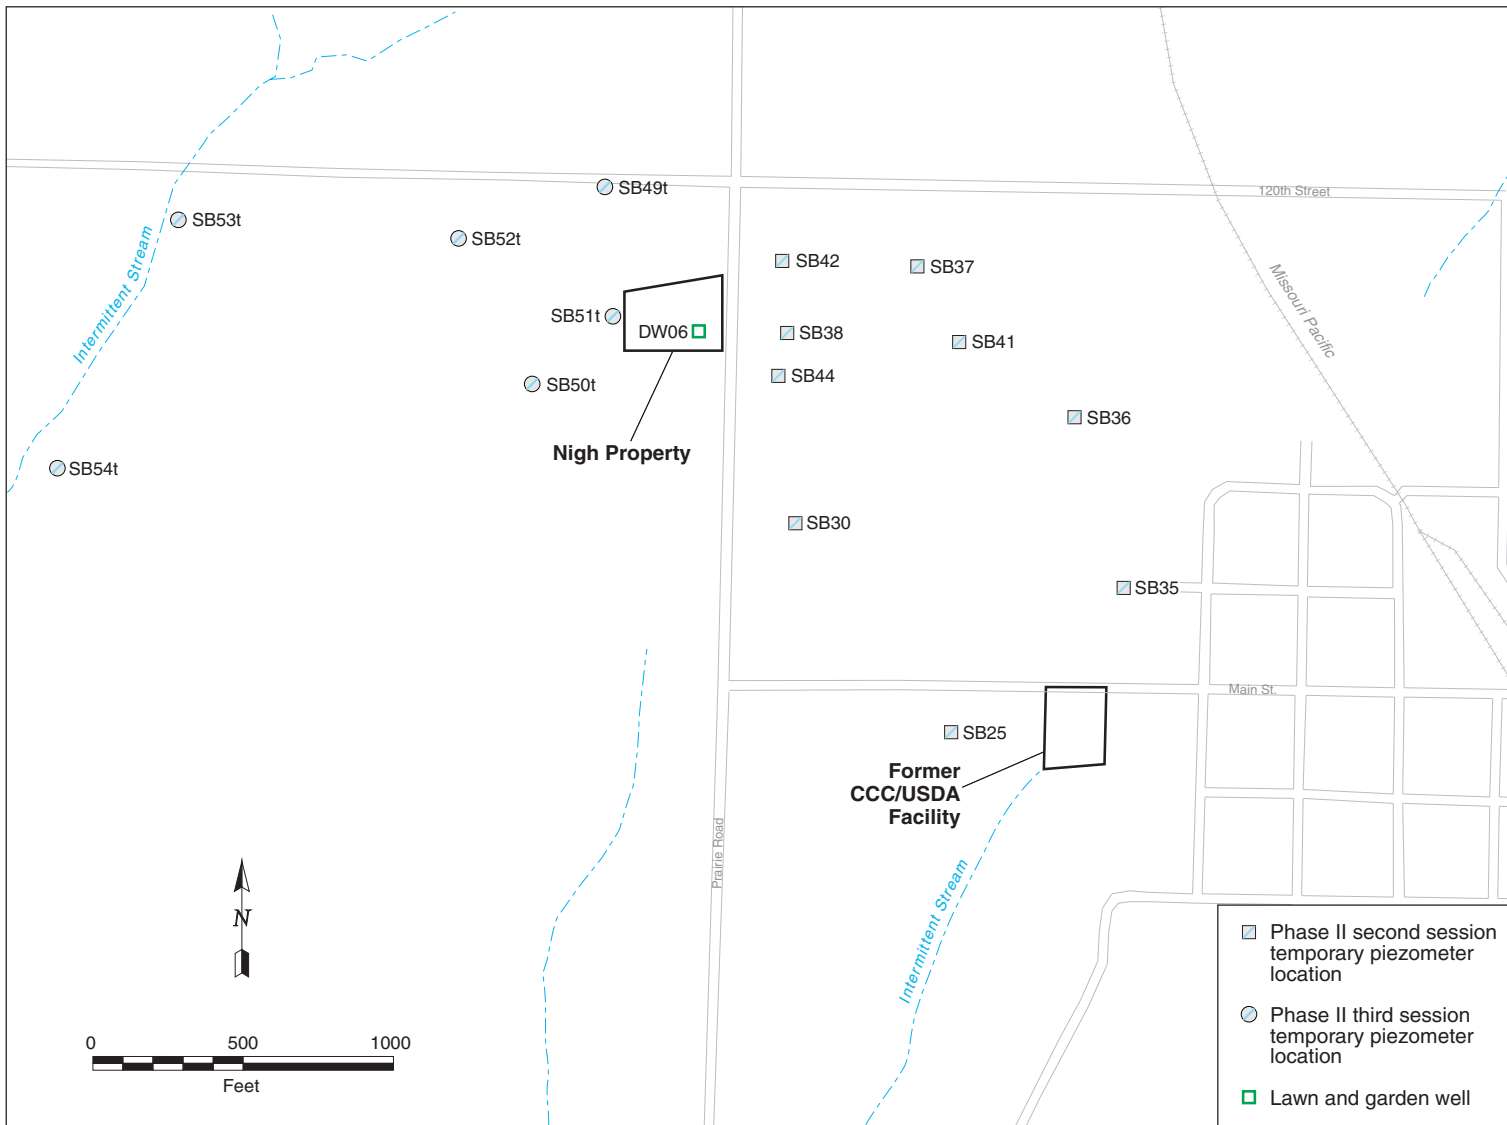 SB49t
120th Street
SB53t
SB52t
SB42
SB37
Intermittent Stream
Missouri Pacific
SB51t
DW06
SB38
SB41
SB44
SB50t
SB36
Nigh Property
SB54t
SB30
SB35
Main St.
SB25
Former
CCC/USDA
Facility
Prairie Road
Intermittent Stream
N
0 500 1000
Feet
Phase II second session
temporary piezometer
location
Phase II third session
temporary piezometer
location
Lawn and garden well